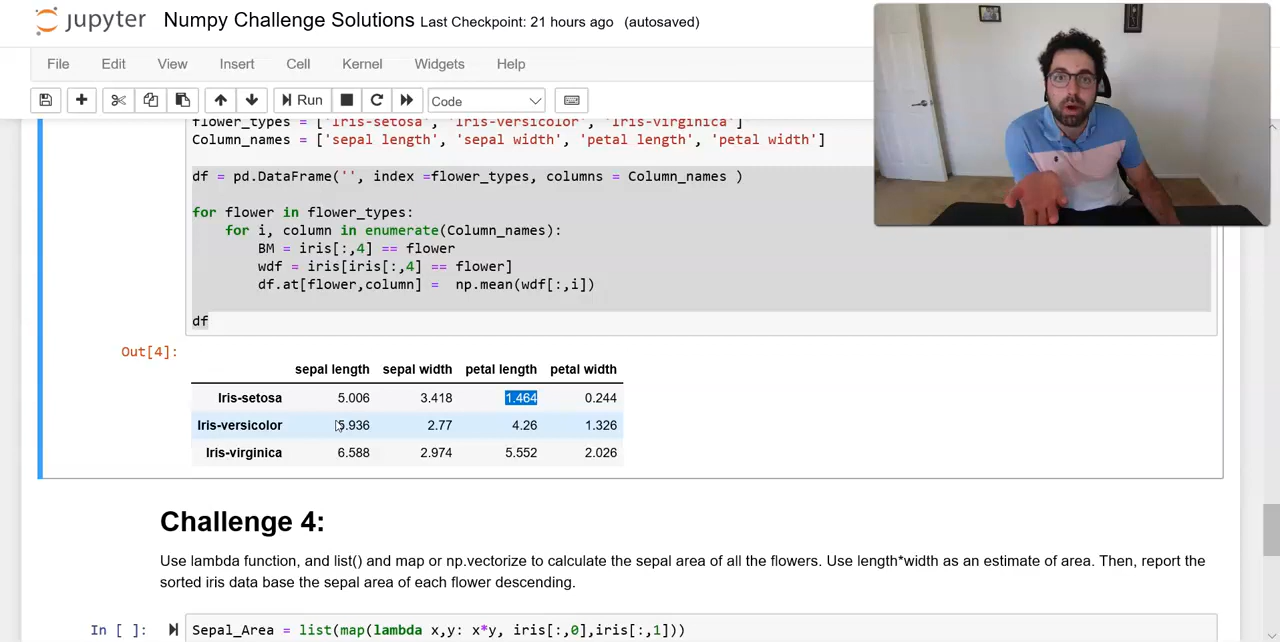 jupyter Numpy Challenge Solutions Last Checkpoint: 21 hours ago (autosaved)
File Edit View Insert Cell Kernel Widgets Help
Run Code
flower_types = ['Iris-setosa', 'Iris-versicolor', 'Iris-virginica']
Column_names = ['sepal length', 'sepal width', 'petal length', 'petal width']
df = pd.DataFrame('', index =flower_types, columns = Column_names )
for flower in flower_types:
for i, column in enumerate(Column_names):
BM = iris[:,4] == flower
wdf = iris[iris[:,4] == flower]
df.at[flower,column] = np.mean(wdf[:,i])
df
Out[4]:
sepal length sepal width petal length petal width
Iris-setosa 5.006 3.418 1.464 0.244
Iris-versicolor 5.936 2.77 4.26 1.326
Iris-virginica 6.588 2.974 5.552 2.026
Challenge 4:
Use lambda function, and list() and map or np.vectorize to calculate the sepal area of all the flowers. Use length*width as an estimate of area. Then, report the
sorted iris data base the sepal area of each flower descending.
In [ ]: Sepal_Area = list(map(lambda x,y: x*y, iris[:,0],iris[:,1]))